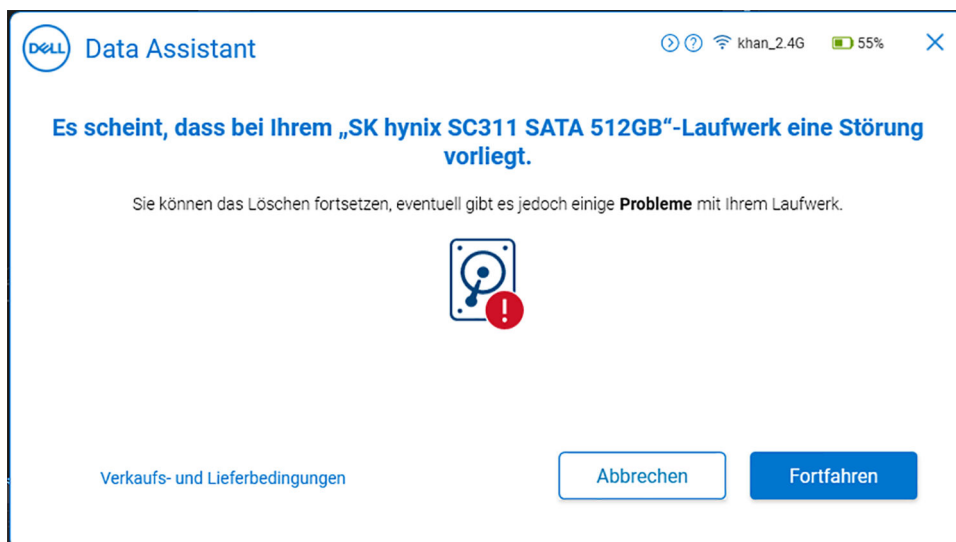 DELL Data Assistant khan_2.4G 55%
Es scheint, dass bei Ihrem „SK hynix SC311 SATA 512GB“-Laufwerk eine Störung
vorliegt.
Sie können das Löschen fortsetzen, eventuell gibt es jedoch einige Probleme mit Ihrem Laufwerk.
Verkaufs- und Lieferbedingungen Abbrechen Fortfahren